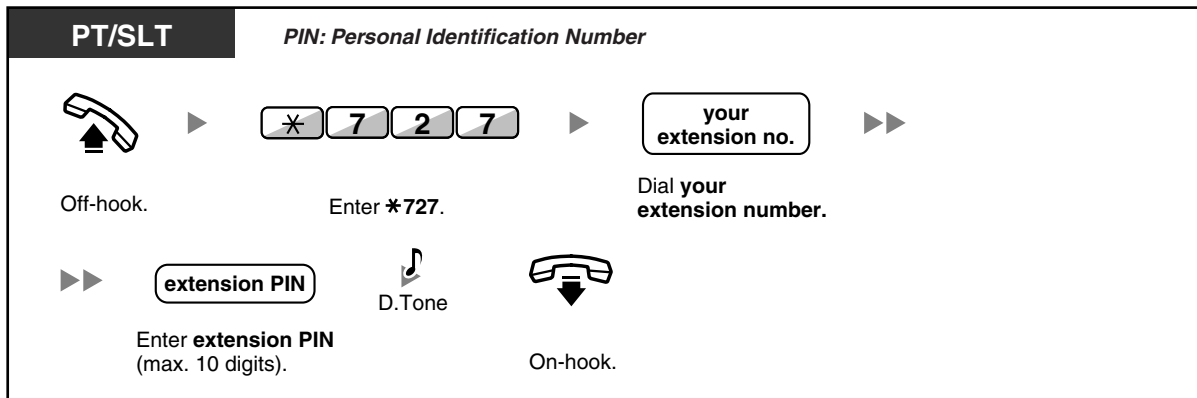 PT/SLT PIN: Personal Identification Number
* 7 2 7
your
extension no.
Off-hook.
Enter *727.
Dial your
extension number.
extension PIN
D.Tone
Enter extension PIN
(max. 10 digits).
On-hook.